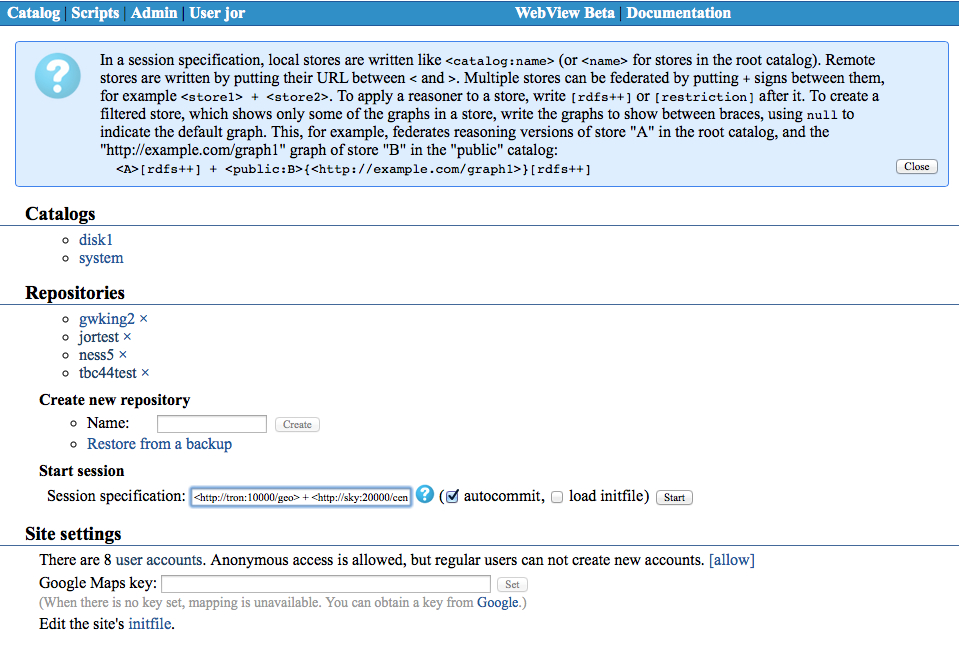 Catalog | Scripts | Admin | User jor WebView Beta | Documentation
In a session specification, local stores are written like <catalog:name> (or <name> for stores in the root catalog). Remote
stores are written by putting their URL between < and >. Multiple stores can be federated by putting + signs between them,
for example <store1> + <store2>. To apply a reasoner to a store, write [rdfs++] or [restriction] after it. To create a
filtered store, which shows only some of the graphs in a store, write the graphs to show between braces, using null to
indicate the default graph. This, for example, federates reasoning versions of store "A" in the root catalog, and the
"http://example.com/graph1" graph of store "B" in the "public" catalog:
<A>[rdfs++] + <public:B>{<http://example.com/graph1>}[rdfs++]
Close
Catalogs
disk1
system
Repositories
gwking2 ×
jortest ×
ness5 ×
tbc44test ×
Create new repository
Name: Create
Restore from a backup
Start session
Session specification: <http://tron:10000/geo> + <http://sky:20000/cen ? (autocommit, load initfile) Start
Site settings
There are 8 user accounts. Anonymous access is allowed, but regular users can not create new accounts. [allow]
Google Maps key: Set
(When there is no key set, mapping is unavailable. You can obtain a key from Google.)
Edit the site's initfile.